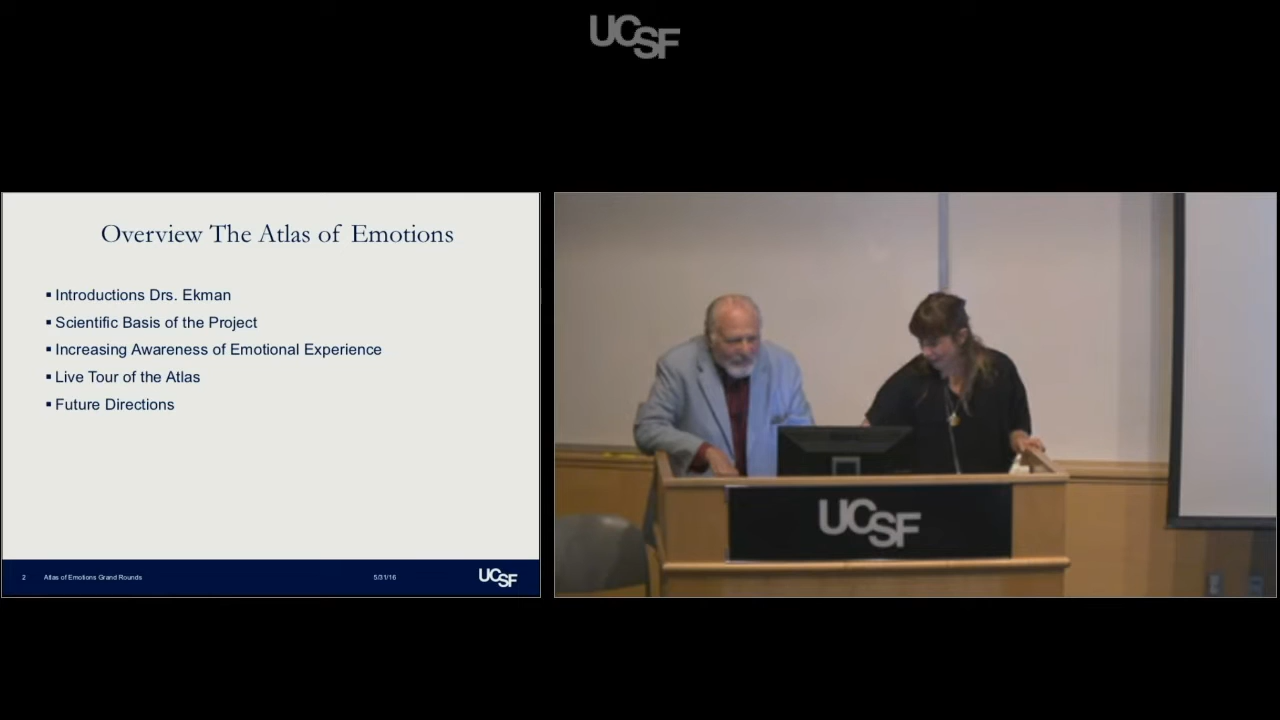 UCSF
Overview The Atlas of Emotions
▪ Introductions Drs. Ekman
▪ Scientific Basis of the Project
▪ Increasing Awareness of Emotional Experience
▪ Live Tour of the Atlas
▪ Future Directions
2 Atlas of Emotions Grand Rounds 5/31/16 UCSF
UCSF